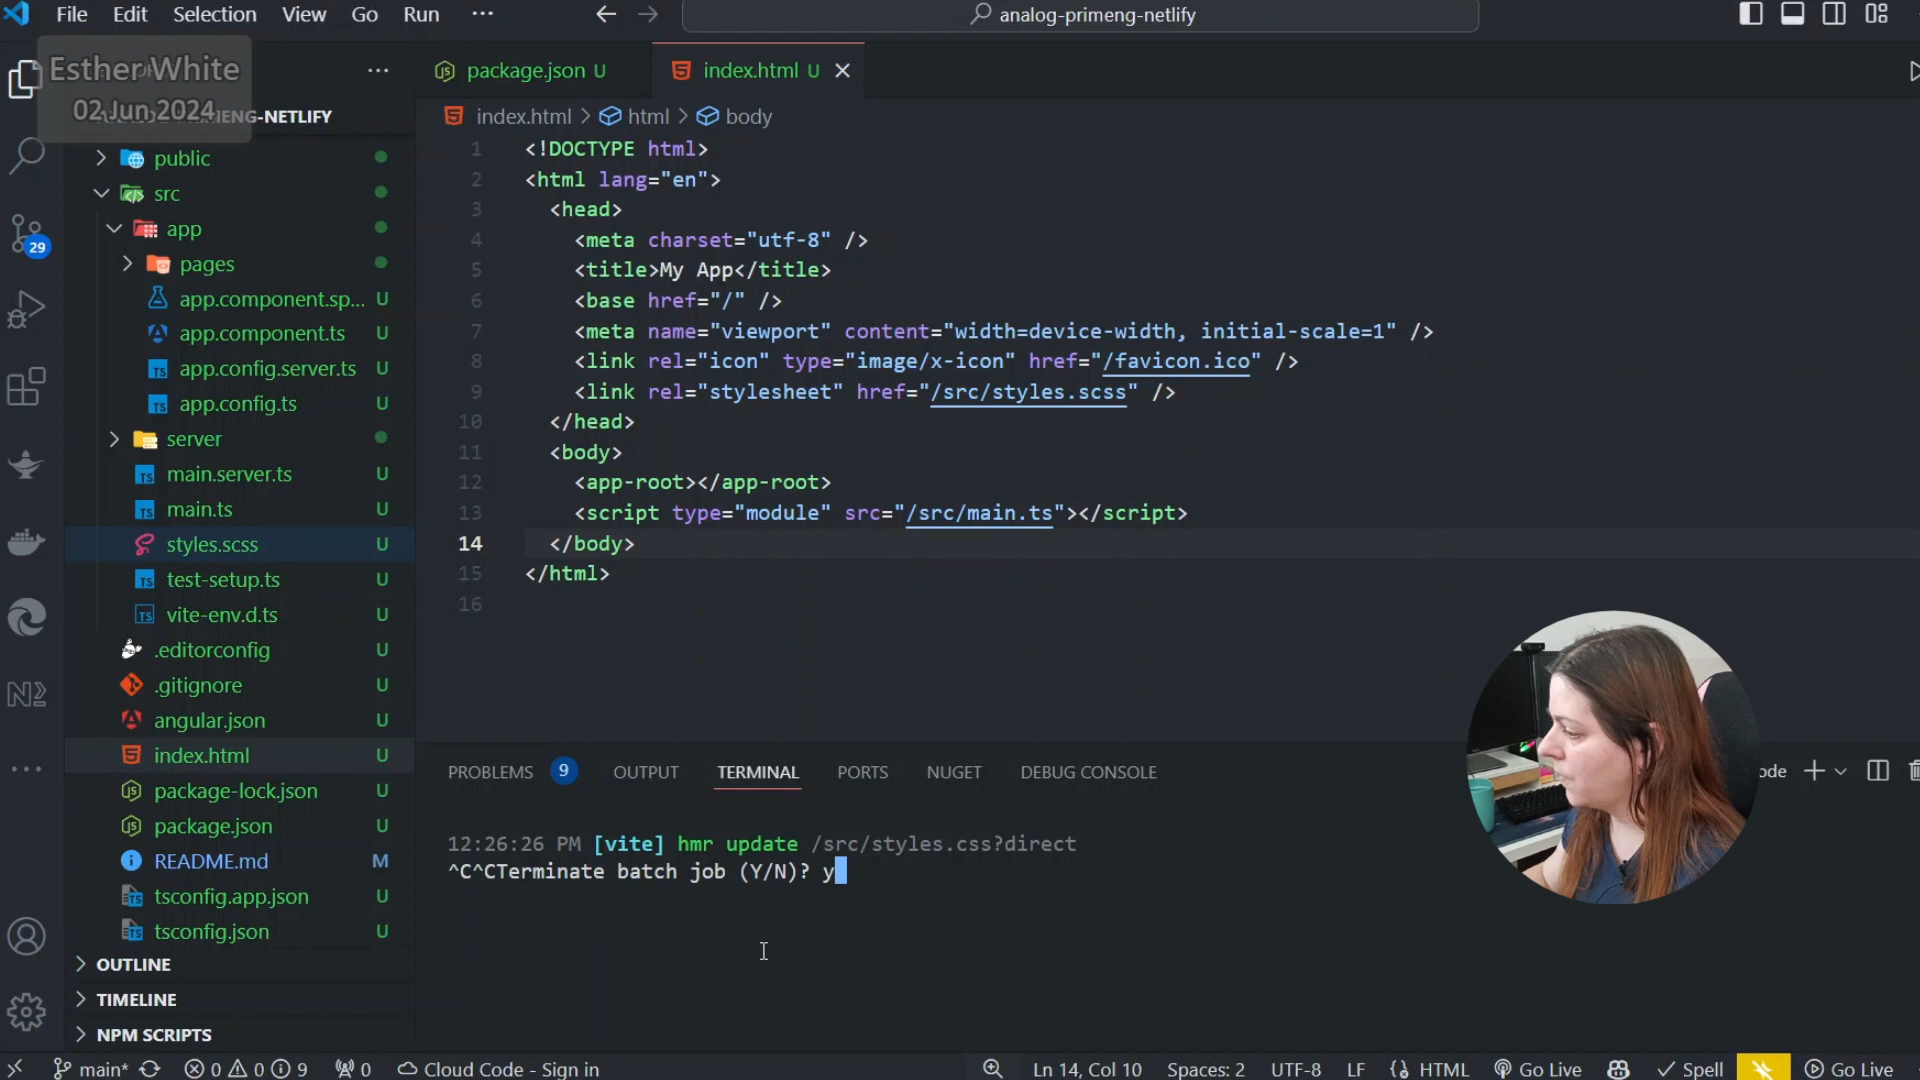 File Edit Selection View Go Run ···
analog-primeng-netlify
Esther White
02 Jun 2024
ENG-NETLIFY
public
src
app
pages
app.component.sp... U
app.component.ts U
app.config.server.ts U
app.config.ts U
server
main.server.ts U
main.ts U
styles.scss U
test-setup.ts U
vite-env.d.ts U
.editorconfig U
.gitignore U
angular.json U
index.html U
package-lock.json U
package.json U
README.md M
tsconfig.app.json U
tsconfig.json U
OUTLINE
TIMELINE
NPM SCRIPTS
29
package.json U
index.html U
index.html > html > body
1 <!DOCTYPE html>
2 <html lang="en">
3 <head>
4 <meta charset="utf-8" />
5 <title>My App</title>
6 <base href="/" />
7 <meta name="viewport" content="width=device-width, initial-scale=1" />
8 <link rel="icon" type="image/x-icon" href="/favicon.ico" />
9 <link rel="stylesheet" href="/src/styles.scss" />
10 </head>
11 <body>
12 <app-root></app-root>
13 <script type="module" src="/src/main.ts"></script>
14 </body>
15 </html>
16
PROBLEMS 9 OUTPUT TERMINAL PORTS NUGET DEBUG CONSOLE
12:26:26 PM [vite] hmr update /src/styles.css?direct
^C^CTerminate batch job (Y/N)? y
main* 0 0 9 0 Cloud Code - Sign in Ln 14, Col 10 Spaces: 2 UTF-8 LF HTML Go Live Spell Go Live